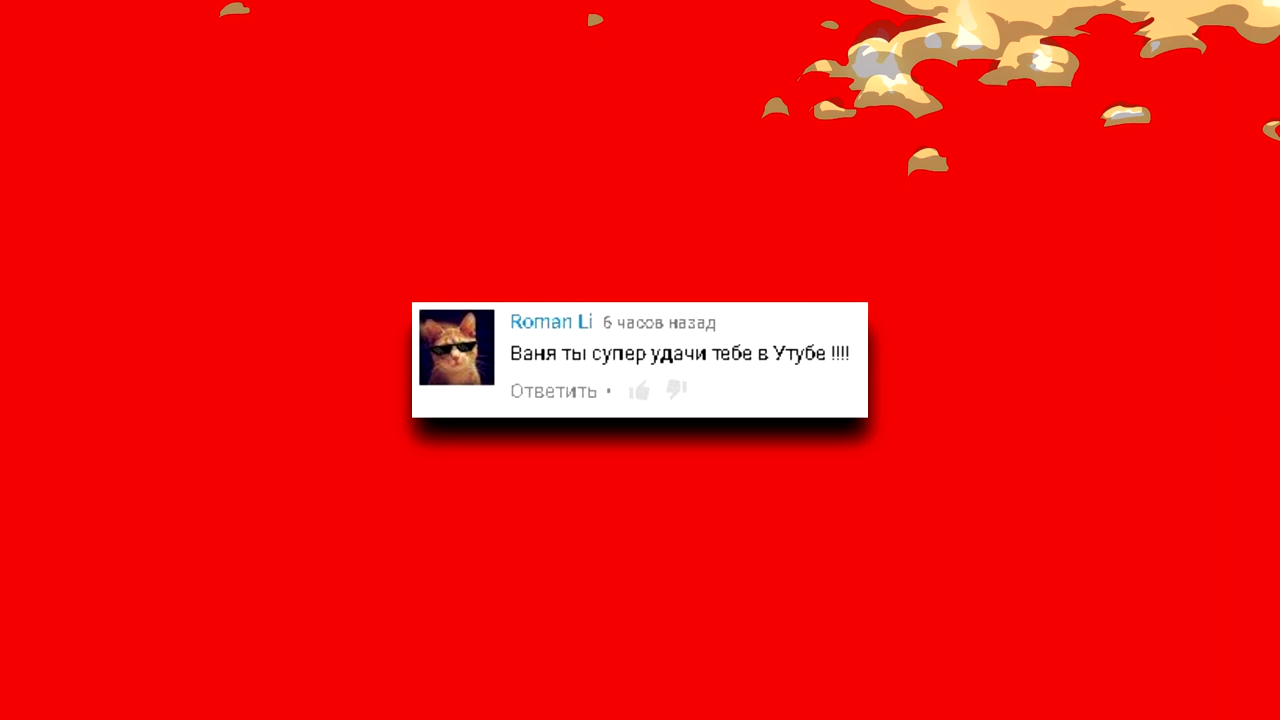 Roman Li 6 часов назад
Ваня ты супер удачи тебе в Утубе !!!!
Ответить •